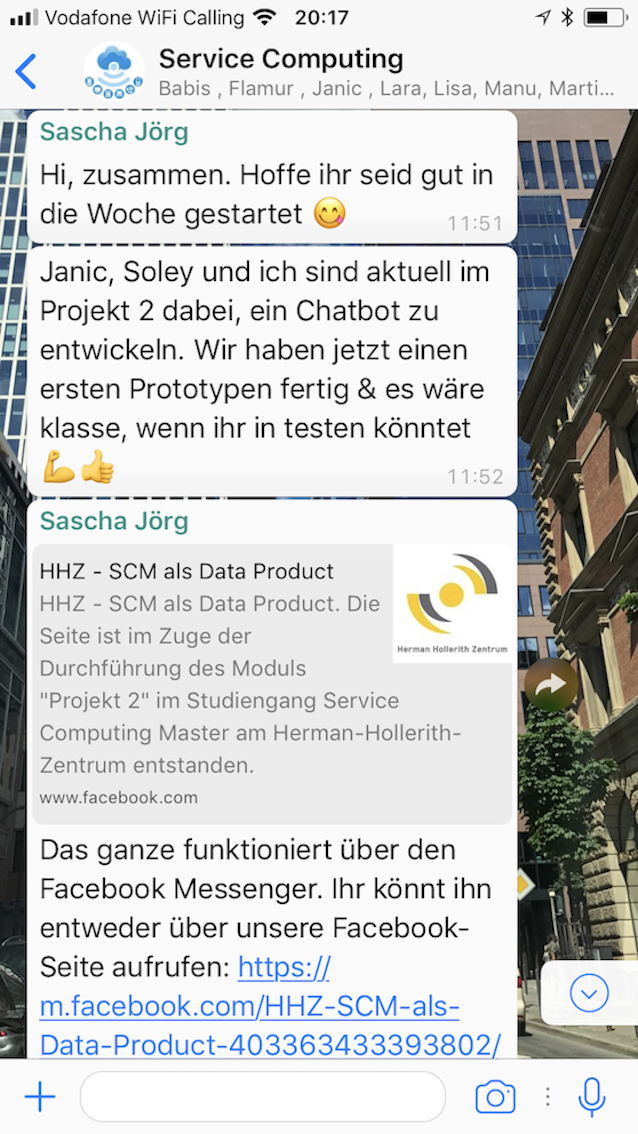 Vodafone WiFi Calling 20:17
Service Computing
Babis , Flamur , Janic , Lara, Lisa, Manu, Marti...
Sascha Jörg
Hi, zusammen. Hoffe ihr seid gut in
die Woche gestartet 😋
11:51
Janic, Soley und ich sind aktuell im
Projekt 2 dabei, ein Chatbot zu
entwickeln. Wir haben jetzt einen
ersten Prototypen fertig & es wäre
klasse, wenn ihr in testen könntet
💪👍
11:52
Sascha Jörg
HHZ - SCM als Data Product
HHZ - SCM als Data Product. Die
Seite ist im Zuge der
Durchführung des Moduls
"Projekt 2" im Studiengang Service
Computing Master am Herman-Hollerith-
Zentrum entstanden.
www.facebook.com
Herman Hollerith Zentrum
Das ganze funktioniert über den
Facebook Messenger. Ihr könnt ihn
entweder über unsere Facebook-
Seite aufrufen: https://
m.facebook.com/HHZ-SCM-als-
Data-Product-403363433393802/